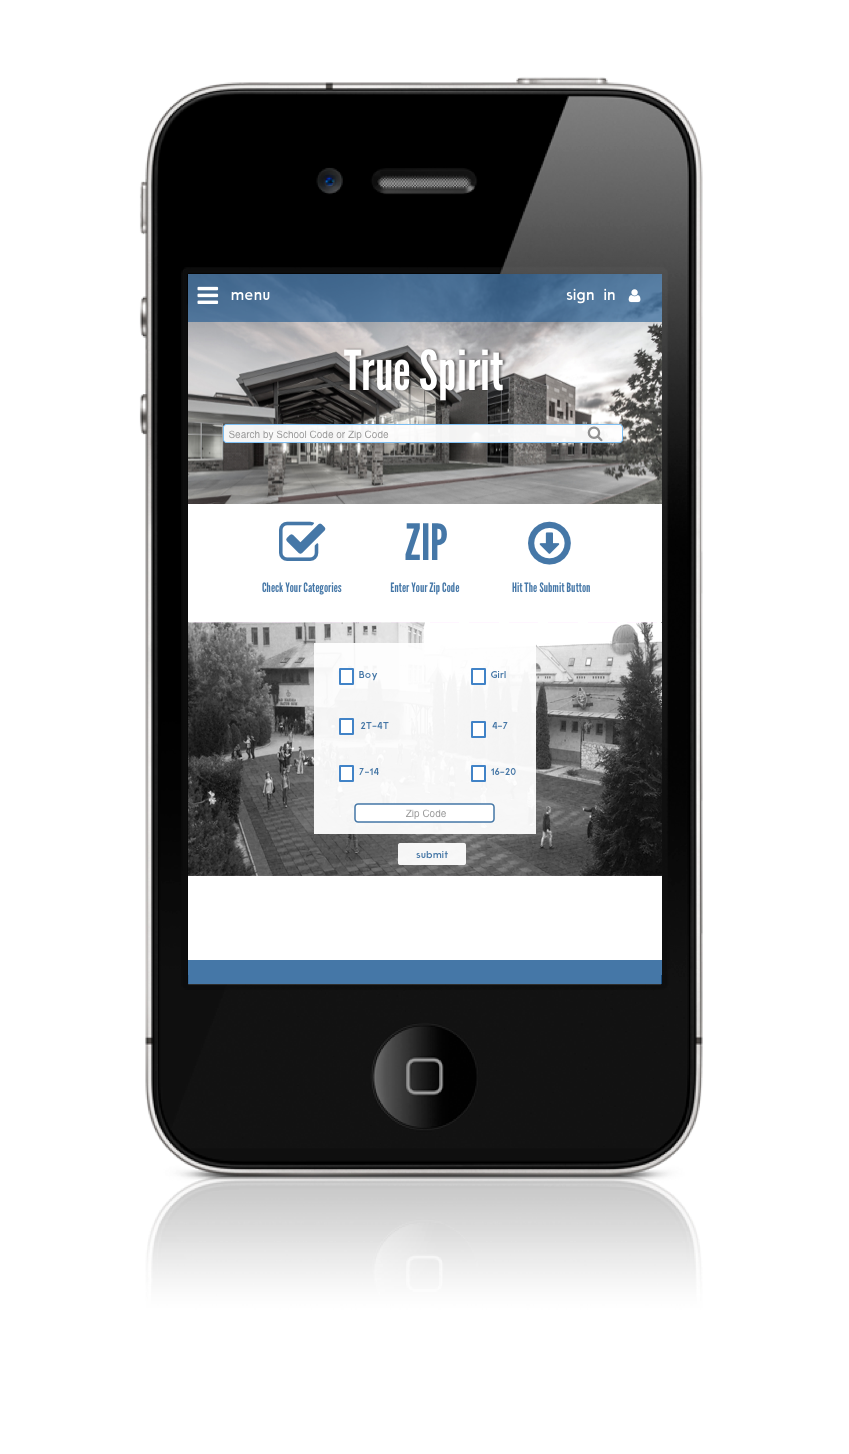 menu
sign in
True Spirit
Search by School Code or Zip Code
ZIP
Check Your Categories
Enter Your Zip Code
Hit The Submit Button
Boy
Girl
2T-4T
4-7
7-14
16-20
Zip Code
submit